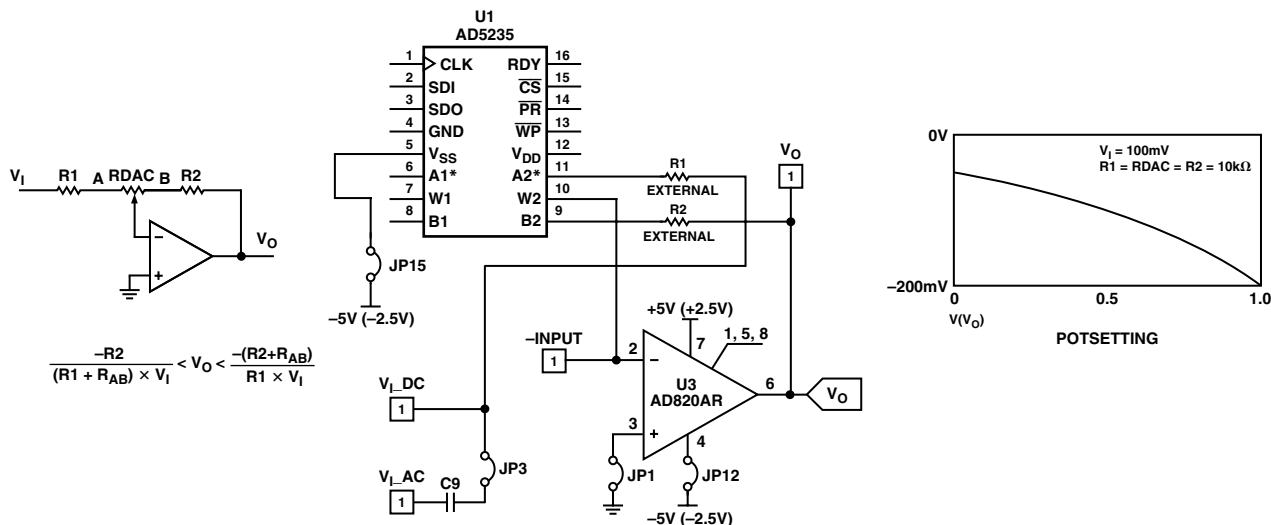 U1
AD5235
1 CLK
2 SDI
3 SDO
4 GND
5 VSS
6 A1*
7 W1
8 B1
RDY 16
CS 15
PR 14
WP 13
VDD 12
A2* 11
W2 10
B2 9
VI R1 A RDAC B R2
−
+
VO
−R2 / (R1 + RAB) × VI < VO < −(R2+RAB) / R1 × VI
JP15
−5V (−2.5V)
R1
EXTERNAL
R2
EXTERNAL
VO
1
−INPUT
1
+5V (+2.5V)
7
1, 5, 8
2 −
U3
AD820AR
6
VO
3 +
4
JP1
JP12
−5V (−2.5V)
VI_DC
1
JP3
VI_AC
1
C9
0V
VI = 100mV
R1 = RDAC = R2 = 10kΩ
−200mV
0 0.5 1.0
V(VO)
POTSETTING